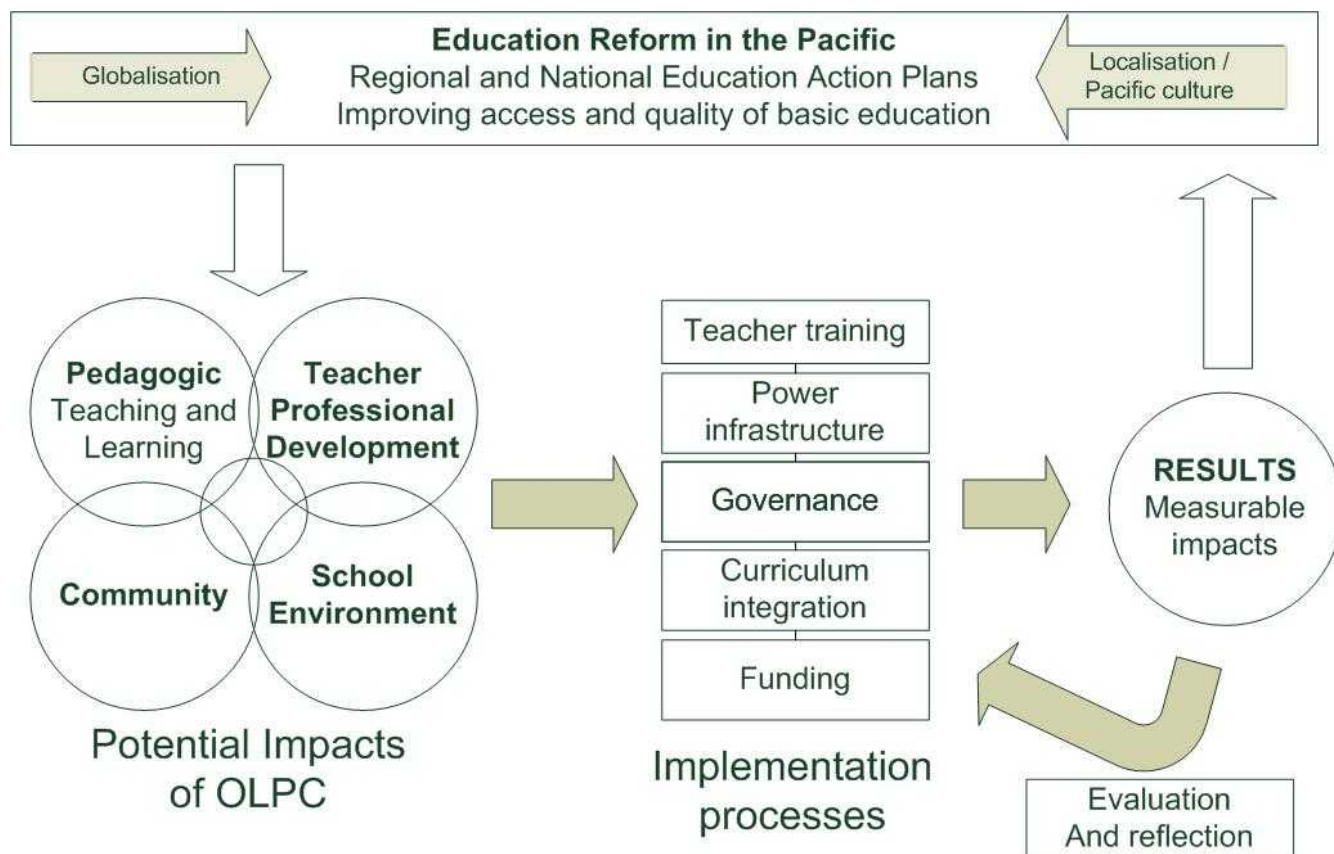 Education Reform in the Pacific
Globalisation
Regional and National Education Action Plans
Localisation /
Pacific culture
Improving access and quality of basic education
Pedagogic
Teaching and
Learning
Teacher
Professional
Development
Community
School
Environment
Potential Impacts
of OLPC
Teacher training
Power
infrastructure
Governance
Curriculum
integration
Funding
Implementation
processes
RESULTS
Measurable
impacts
Evaluation
And reflection